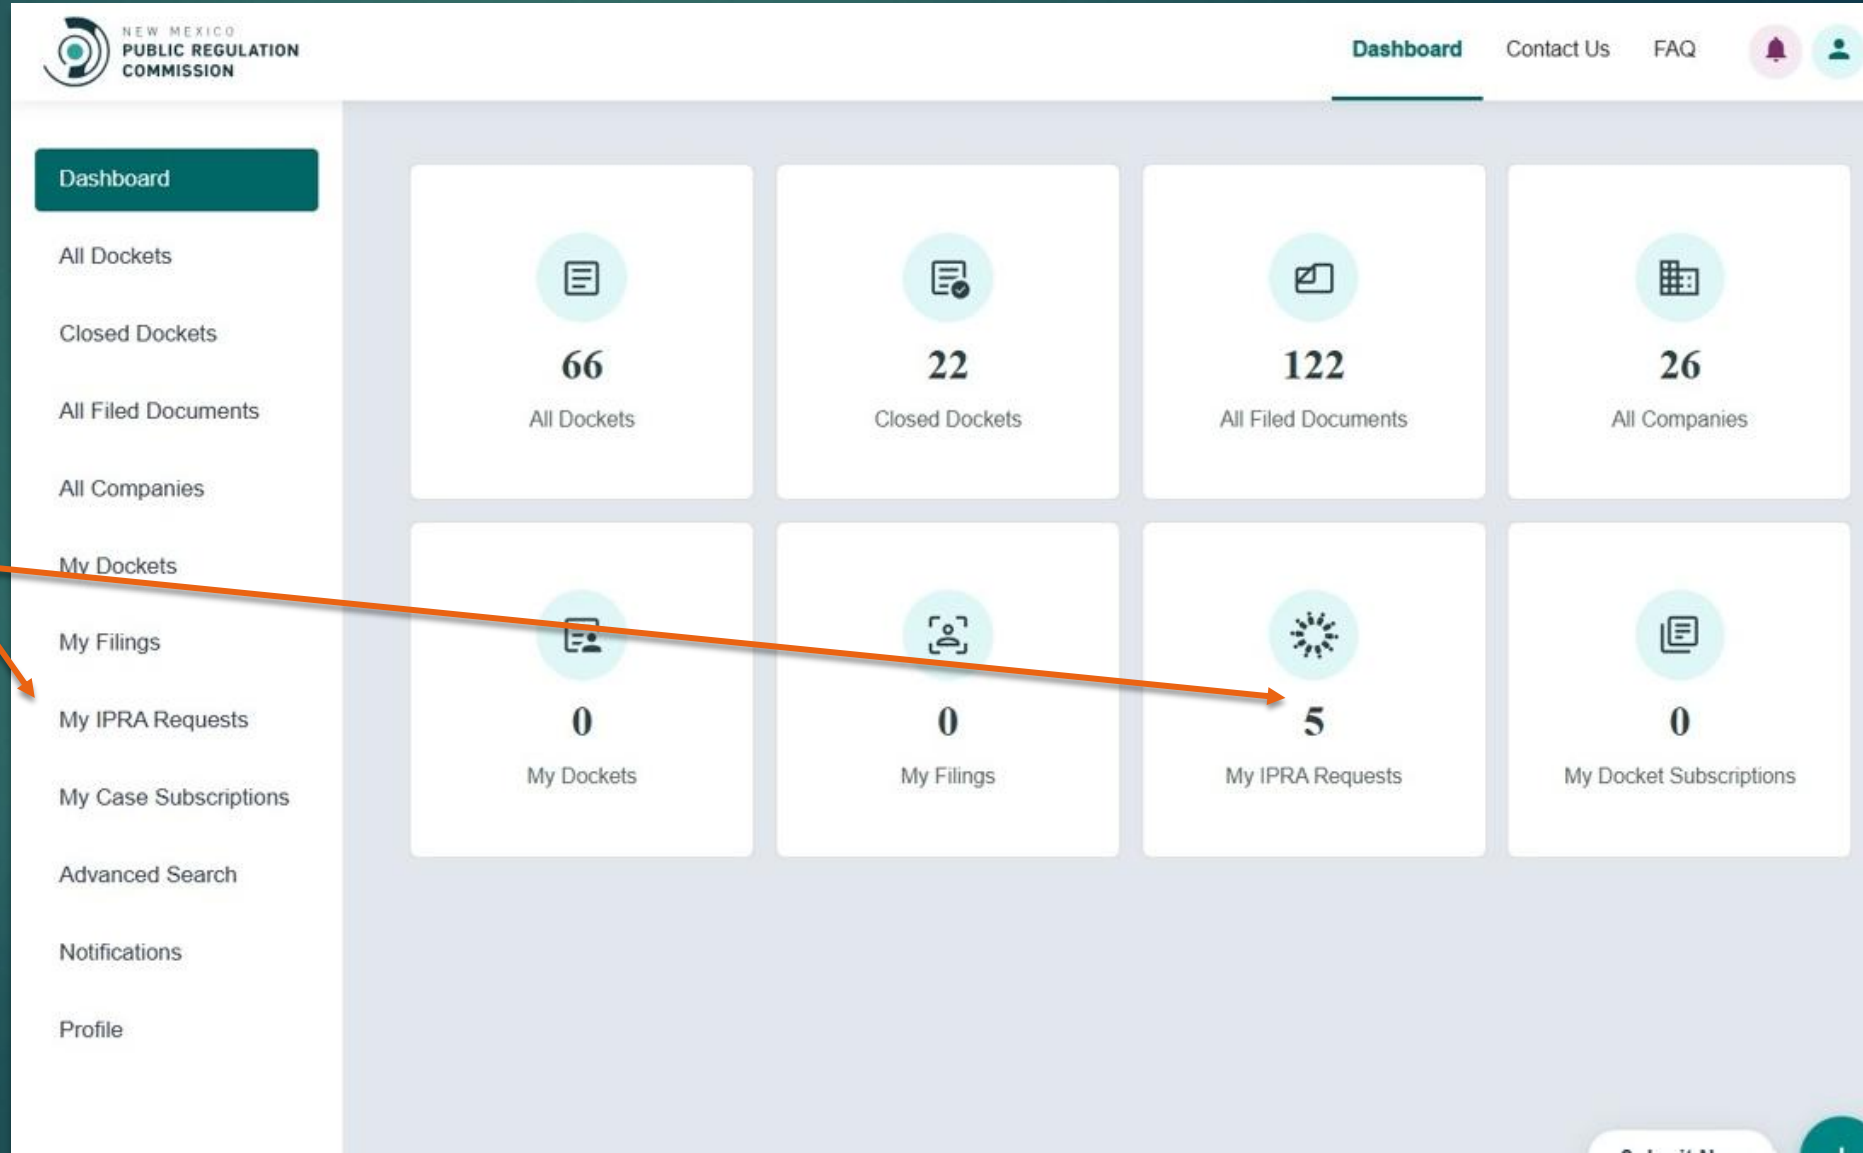 NEW MEXICO
PUBLIC REGULATION
COMMISSION
Dashboard
Contact Us
FAQ
Dashboard
All Dockets
Closed Dockets
All Filed Documents
All Companies
My Dockets
My Filings
My IPRA Requests
My Case Subscriptions
Advanced Search
Notifications
Profile
66
All Dockets
22
Closed Dockets
122
All Filed Documents
26
All Companies
0
My Dockets
0
My Filings
5
My IPRA Requests
0
My Docket Subscriptions